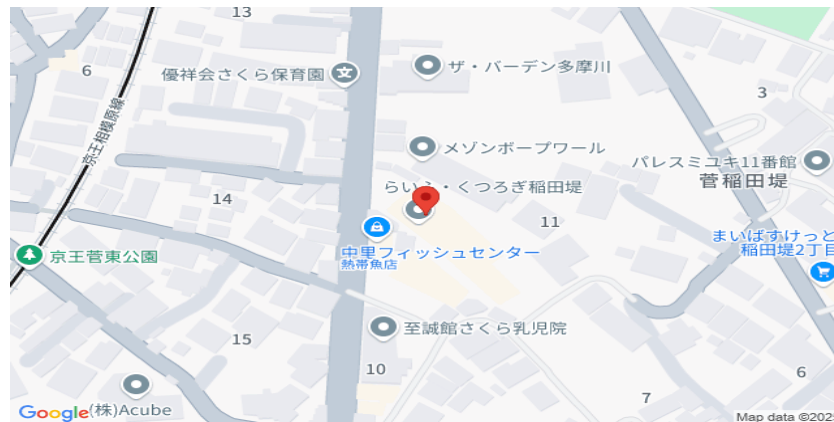 13
6
優祥会さくら保育園
ザ・バーデン多摩川
3
京王相模原線
メゾンボープワール
パレスミユキ11番館
菅稲田堤
14
らいふ・くつろぎ稲田堤
11
京王菅東公園
中里フィッシュセンター
熱帯魚店
まいばすけっと
稲田堤2丁目
15
至誠館さくら乳児院
10
6
7
(株)Acube
Google
Map data ©202